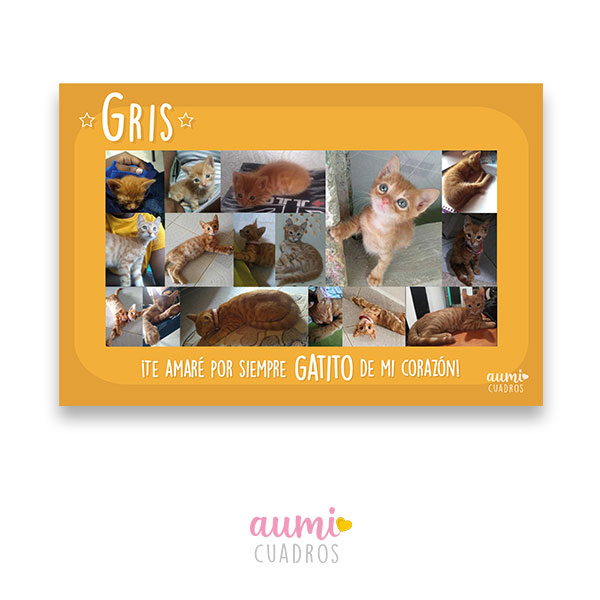 GRIS
¡TE AMARÉ POR SIEMPRE GATITO DE MI CORAZÓN!
aumi
CUADROS
aumi
CUADROS